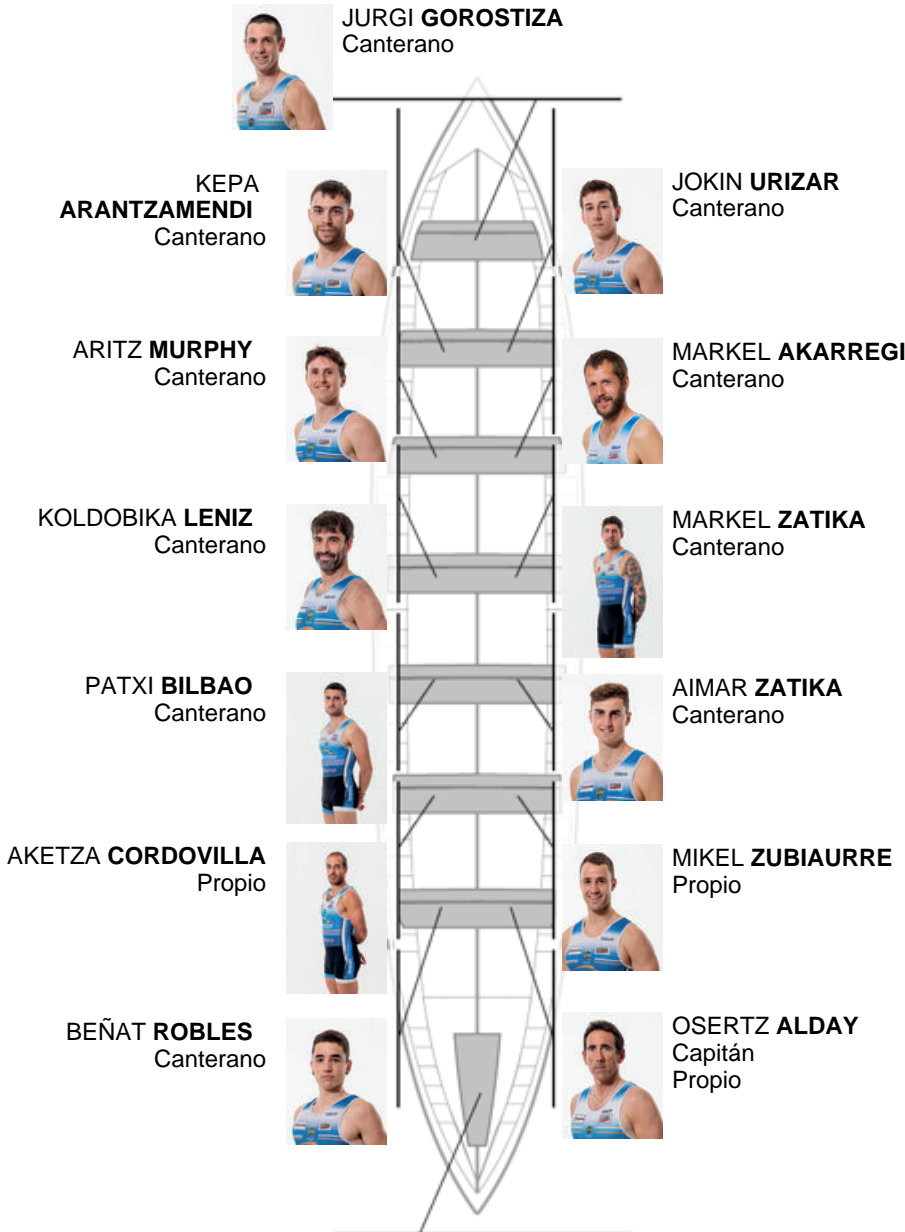 JURGI GOROSTIZA
Canterano
KEPA
ARANTZAMENDI
Canterano
JOKIN URIZAR
Canterano
ARITZ MURPHY
Canterano
MARKEL AKARREGI
Canterano
KOLDOBIKA LENIZ
Canterano
MARKEL ZATIKA
Canterano
PATXI BILBAO
Canterano
AIMAR ZATIKA
Canterano
AKETZA CORDOVILLA
Propio
MIKEL ZUBIAURRE
Propio
BEÑAT ROBLES
Canterano
OSERTZ ALDAY
Capitán
Propio